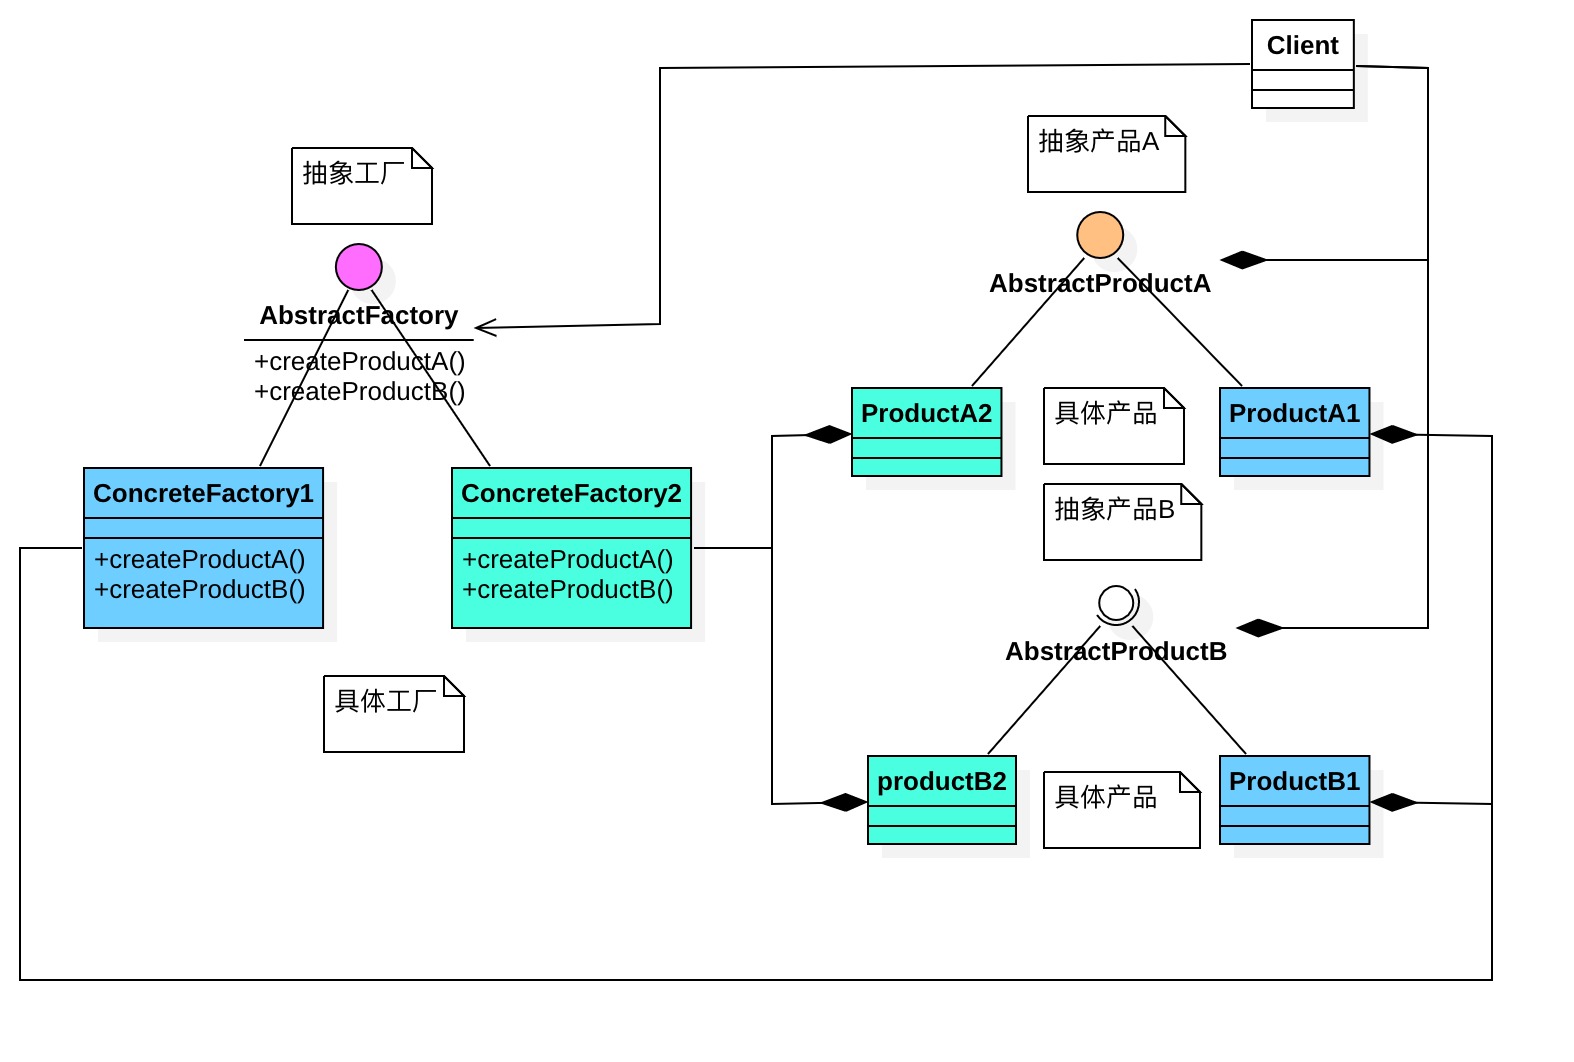 Client
抽象产品A
抽象工厂
AbstractProductA
AbstractFactory
+createProductA()
+createProductB()
ProductA2
具体产品
ProductA1
ConcreteFactory1
+createProductA()
+createProductB()
ConcreteFactory2
+createProductA()
+createProductB()
抽象产品B
AbstractProductB
具体工厂
productB2
具体产品
ProductB1